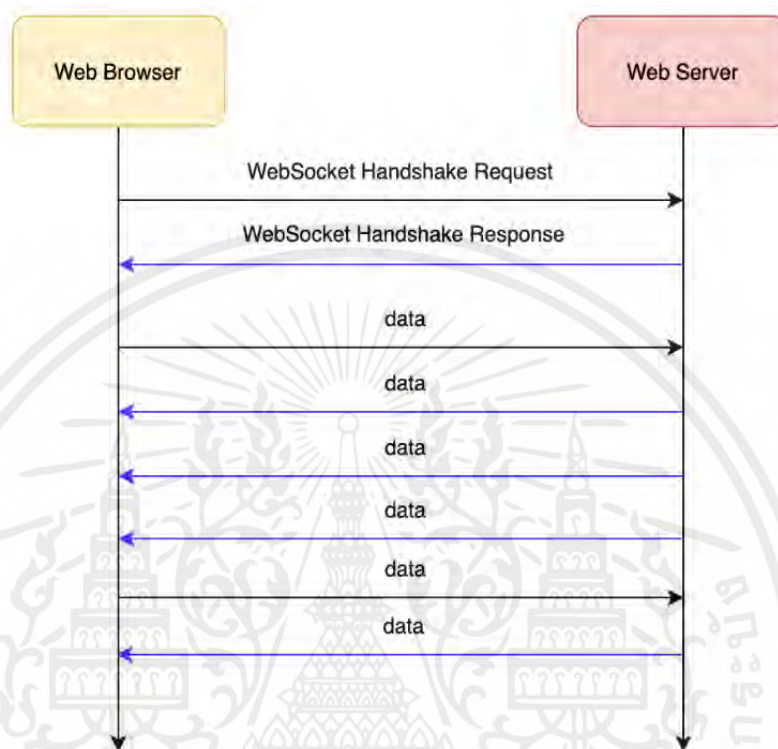 Web Browser
Web Server
WebSocket Handshake Request
WebSocket Handshake Response
data
data
data
data
data
data